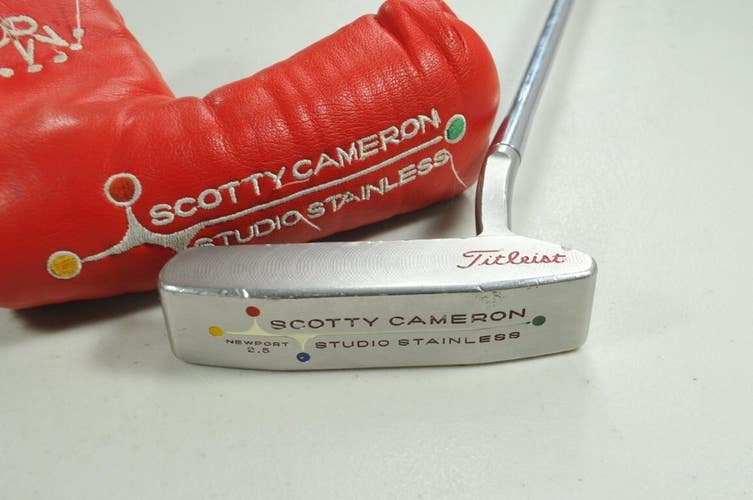 SCOTTY CAMERON
STUDIO STAINLESS
Titleist
SCOTTY CAMERON
NEWPORT
2.5
STUDIO STAINLESS